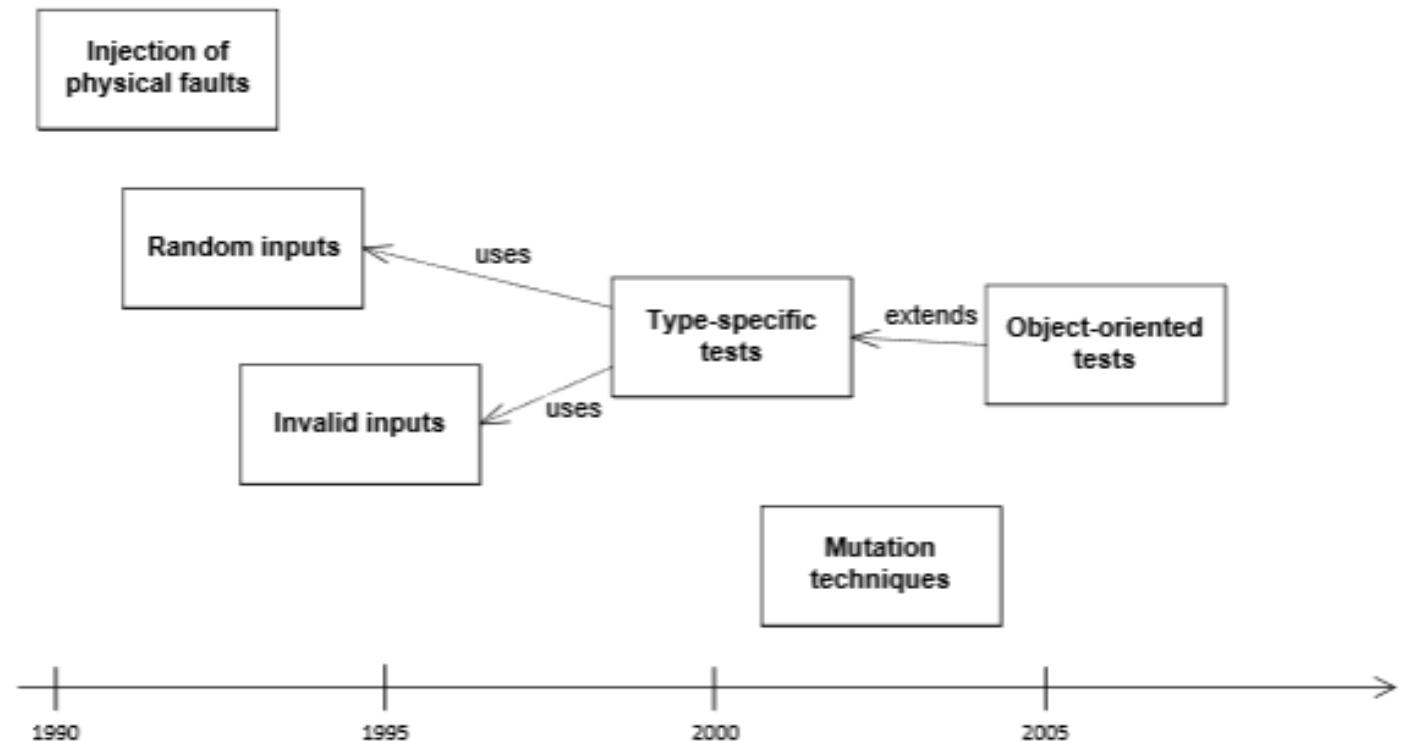 Injection of
physical faults
Random inputs
uses
Type-specific
tests
extends
Object-oriented
tests
Invalid inputs
uses
Mutation
techniques
1990
1995
2000
2005